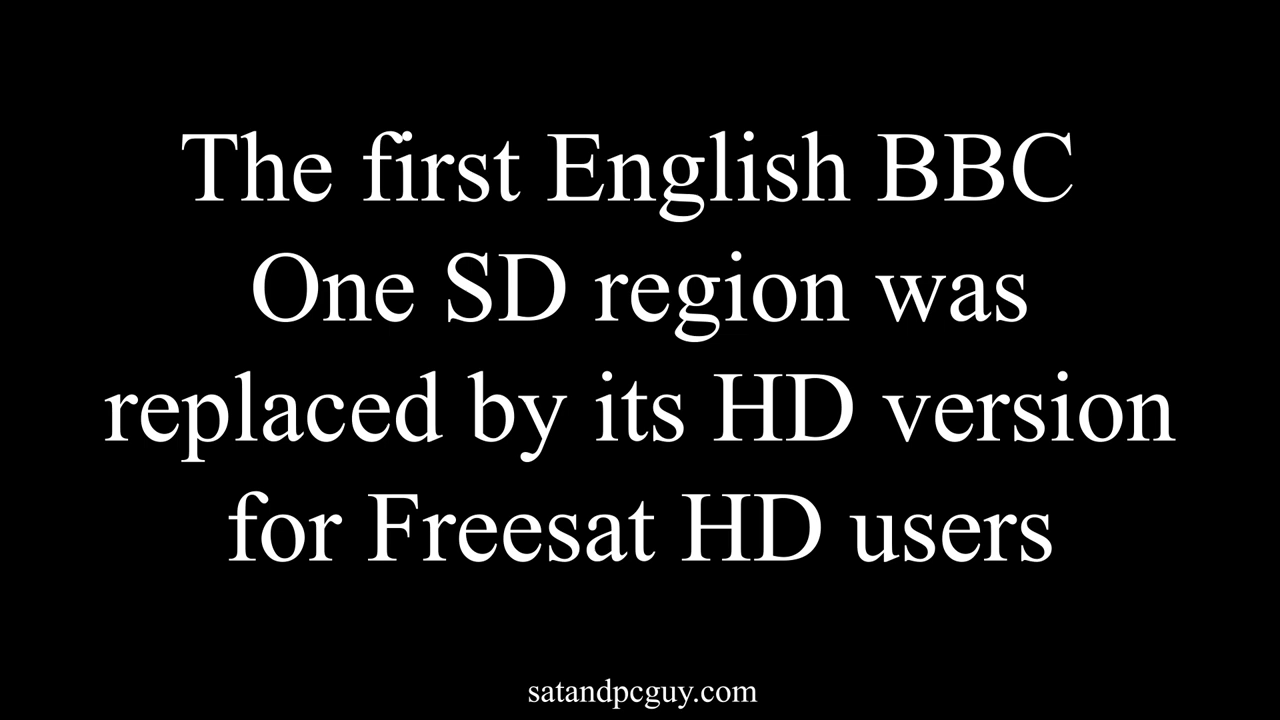 The first English BBC
One SD region was
replaced by its HD version
for Freesat HD users
satandpcguy.com